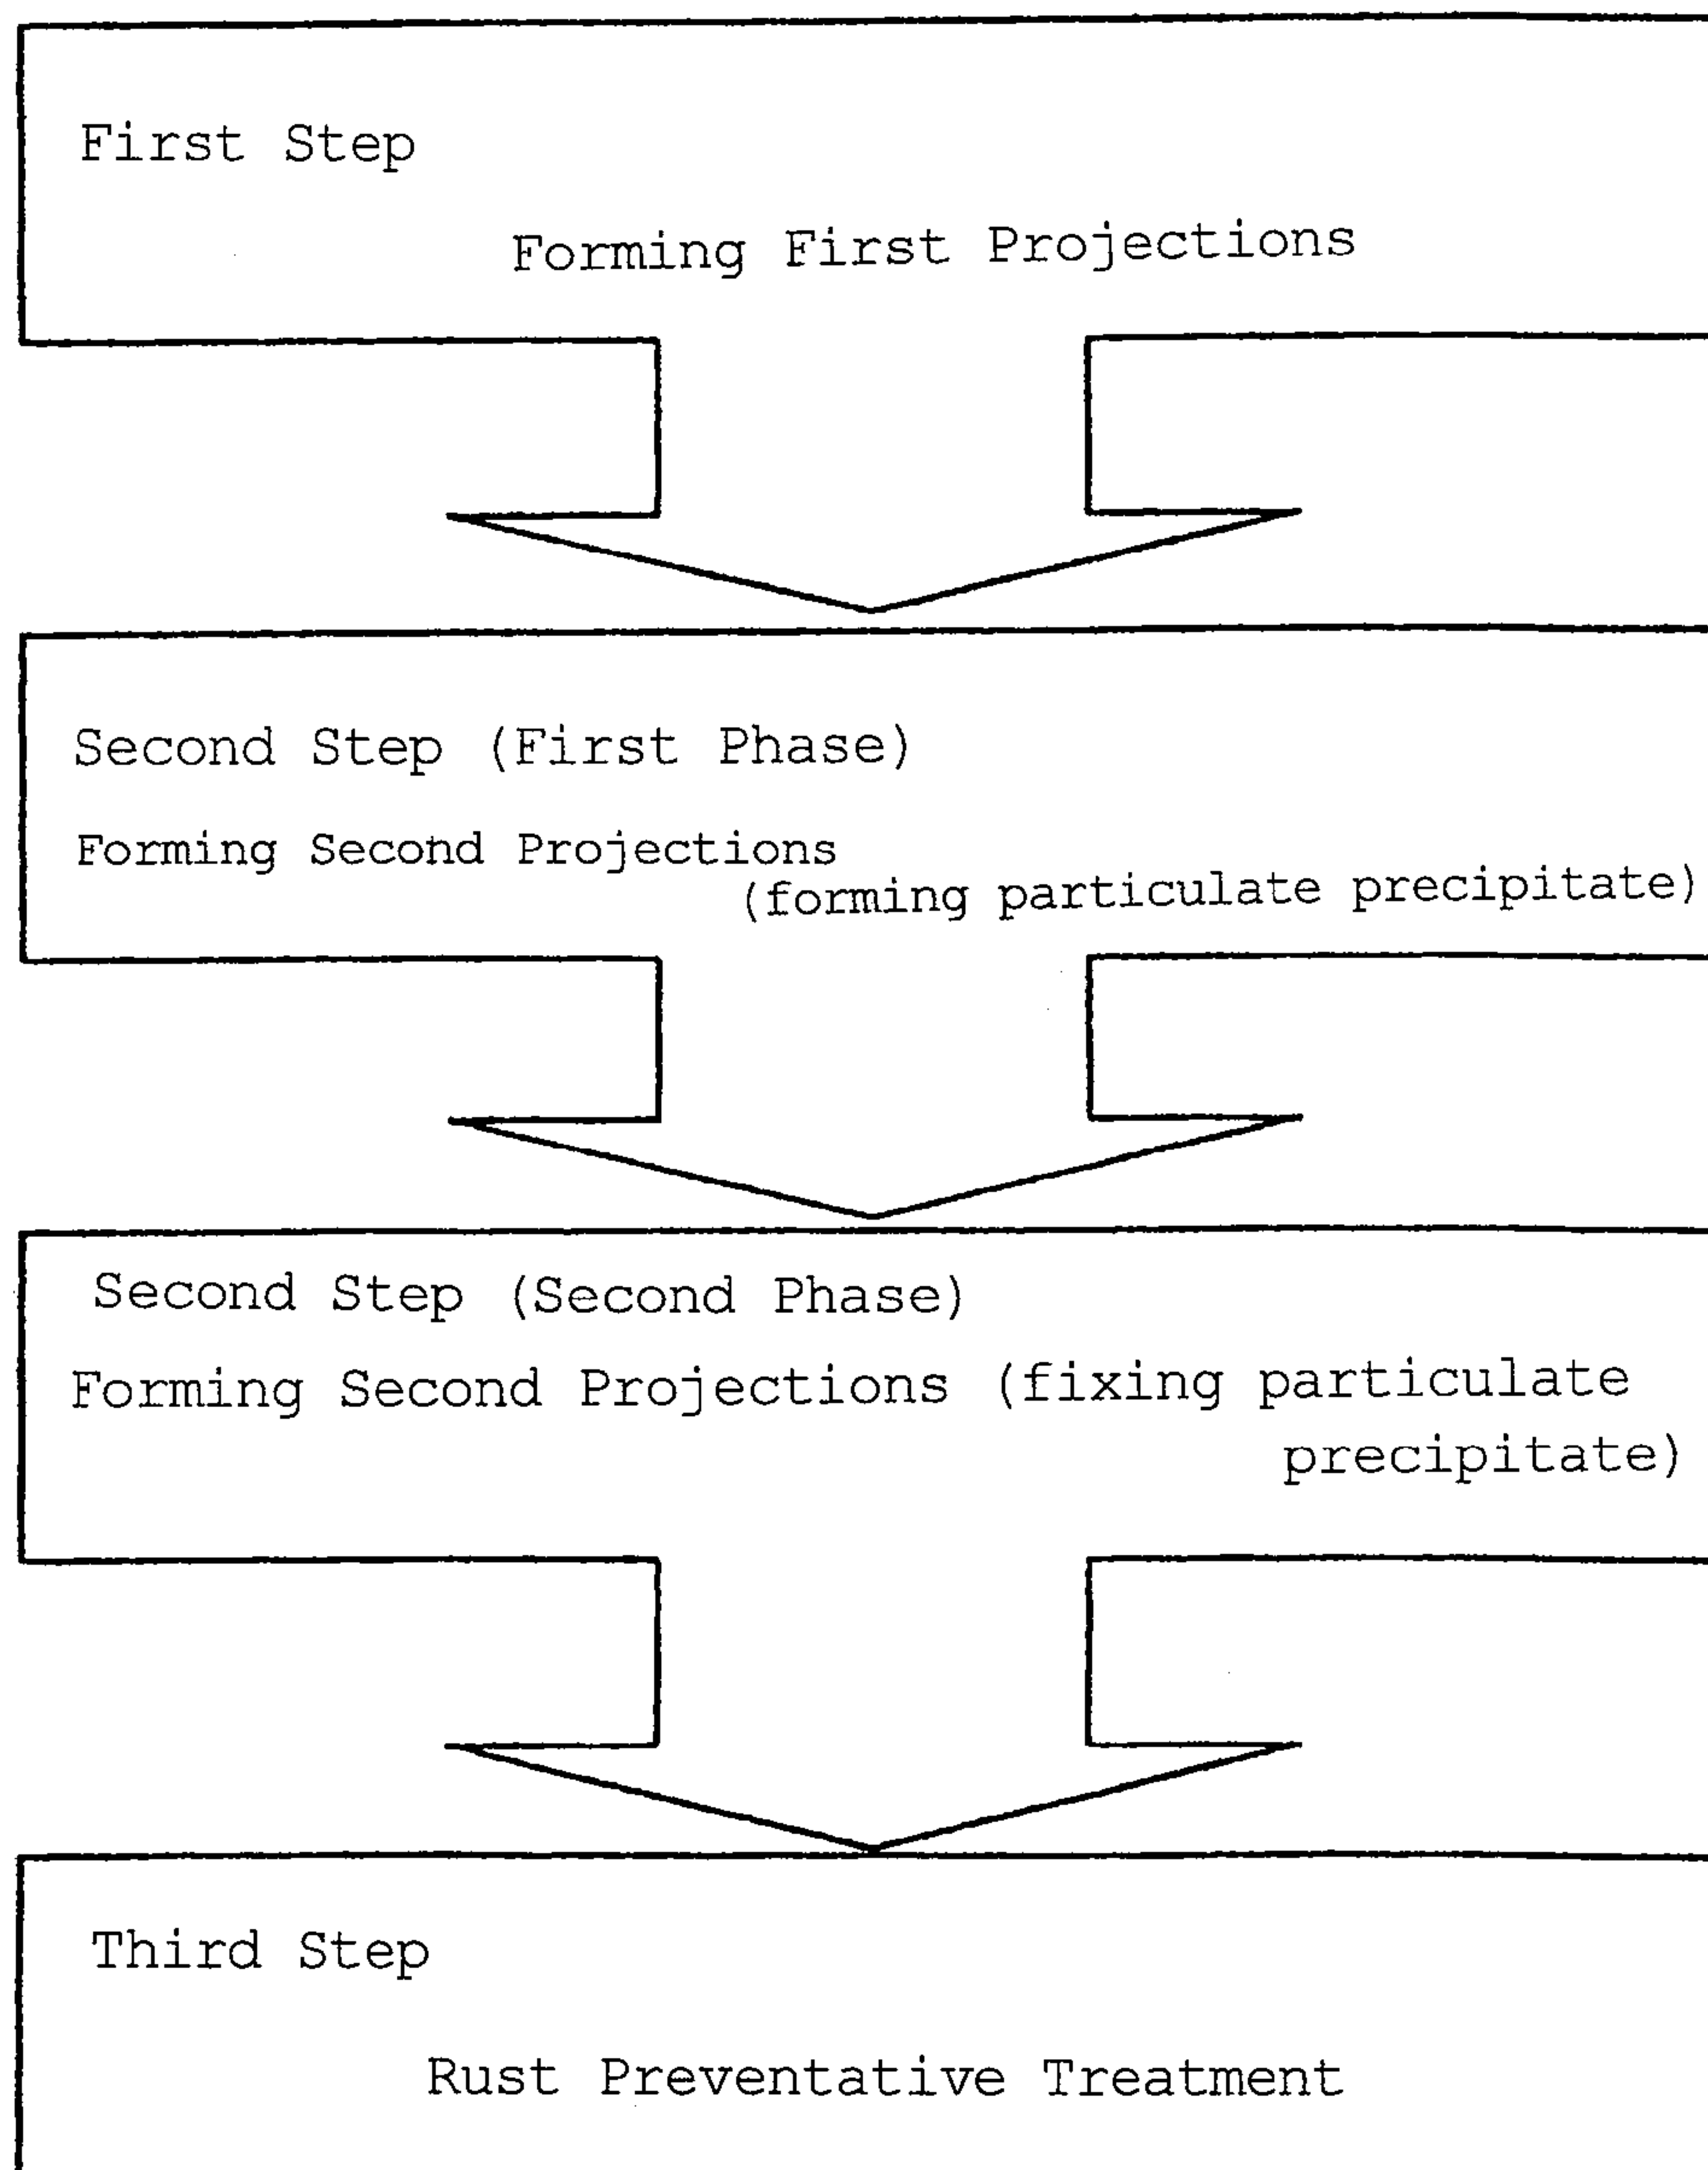 First Step
Forming First Projections
Second Step (First Phase)
Forming Second Projections
(forming particulate precipitate)
Second Step (Second Phase)
Forming Second Projections (fixing particulate
precipitate)
Third Step
Rust Preventative Treatment